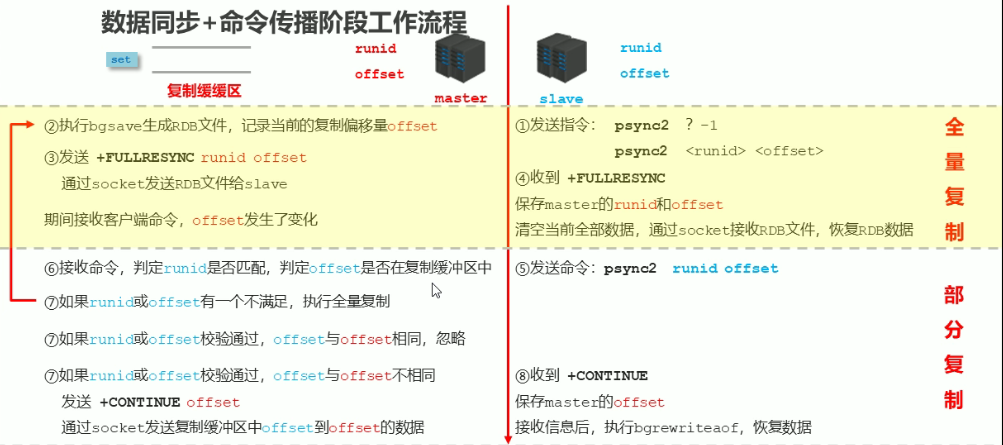 数据同步+命令传播阶段工作流程
set
复制缓缓区
runid
offset
master
runid
offset
slave
②执行bgsave生成RDB文件，记录当前的复制偏移量offset
③发送 +FULLRESYNC runid offset
通过socket发送RDB文件给slave
期间接收客户端命令，offset发生了变化
①发送指令： psync2 ？ -1
psync2 <runid> <offset>
④收到 +FULLRESYNC
保存master的runid和offset
清空当前全部数据，通过socket接收RDB文件，恢复RDB数据
全量复制
⑥接收命令，判定runid是否匹配，判定offset是否在复制缓冲区中
⑦如果runid或offset有一个不满足，执行全量复制
⑦如果runid或offset校验通过，offset与offset相同，忽略
⑦如果runid或offset校验通过，offset与offset不相同
发送 +CONTINUE offset
通过socket发送复制缓冲区中offset到offset的数据
⑤发送命令：psync2 runid offset
⑧收到 +CONTINUE
保存master的offset
接收信息后，执行bgrewriteaof，恢复数据
部分复制